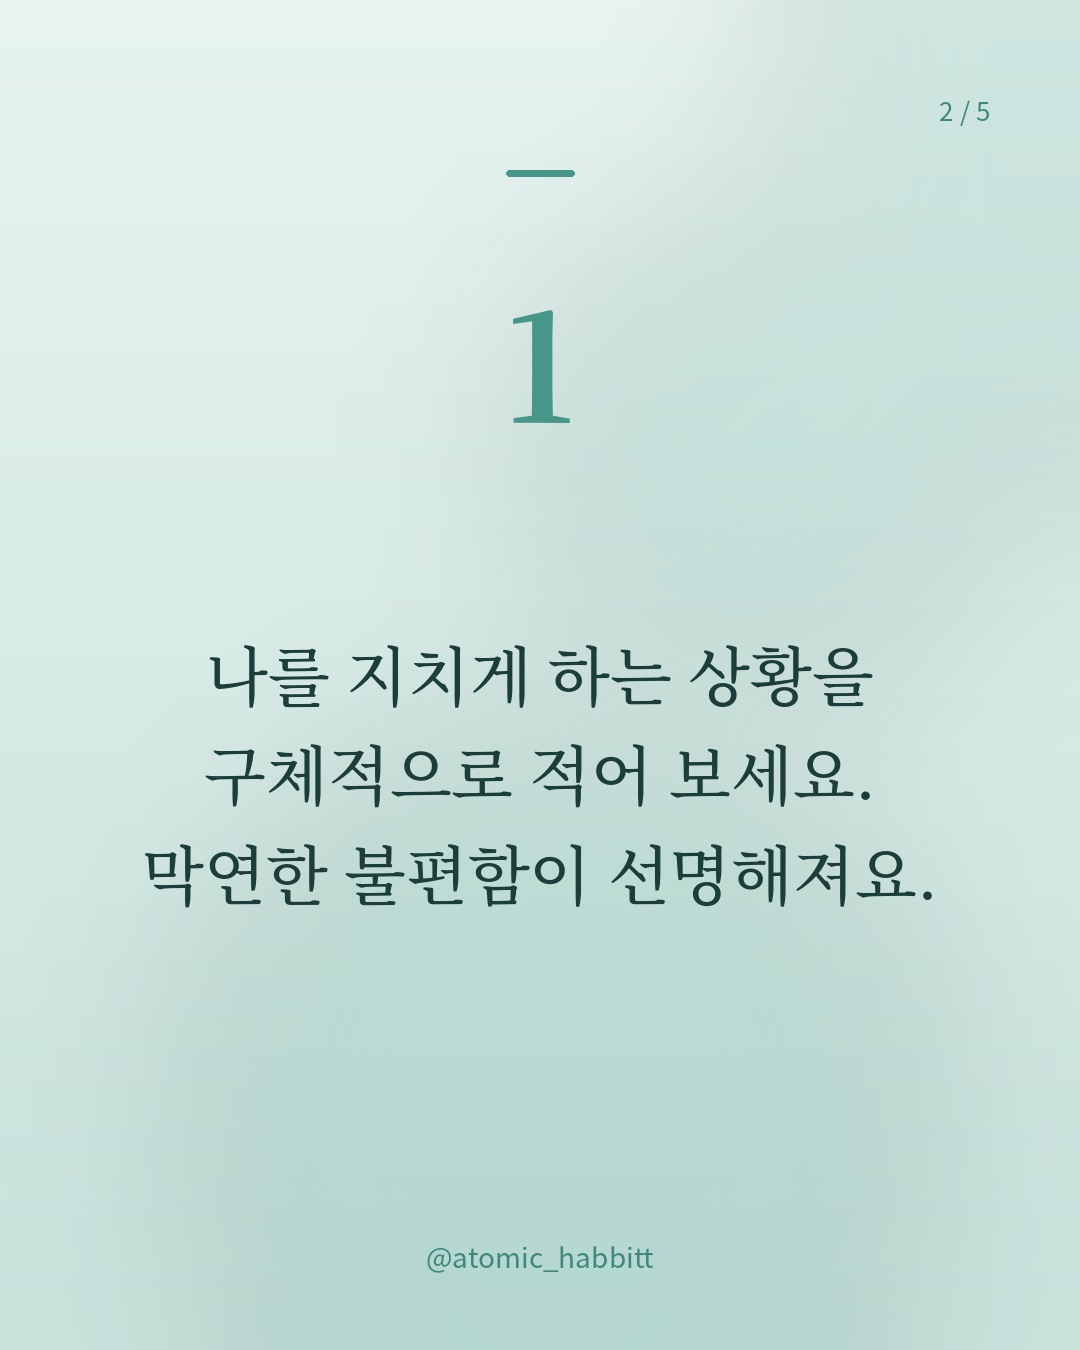 2 / 5
1
나를 지치게 하는 상황을
구체적으로 적어 보세요.
막연한 불편함이 선명해져요.
@atomic_habbitt